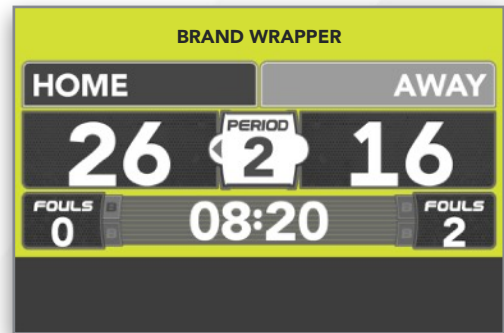 BRAND WRAPPER
HOME AWAY
26 PERIOD 2 16
FOULS 0 B B 08:20 B B FOULS 2